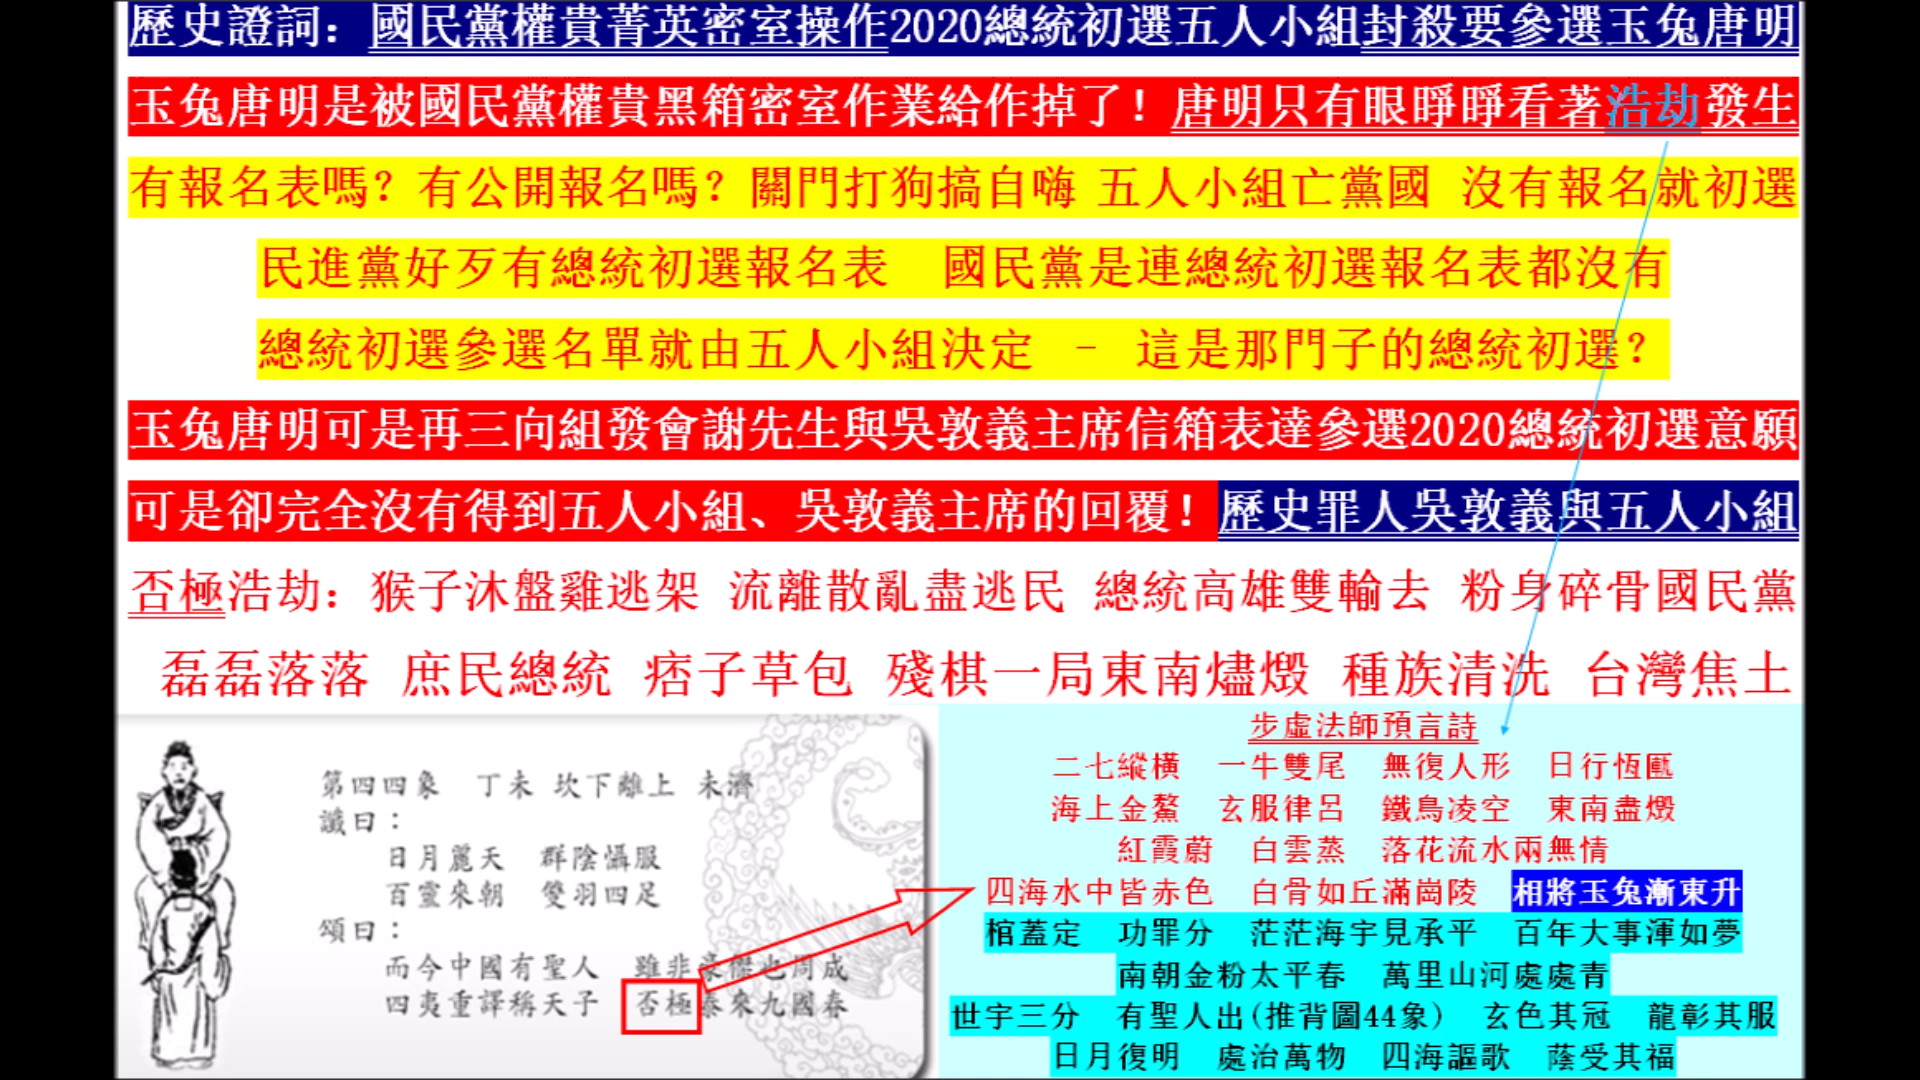 歷史證詞：國民黨權貴菁英密室操作2020總統初選五人小組封殺要參選玉兔唐明
玉兔唐明是被國民黨權貴黑箱密室作業給作掉了！唐明只有眼睜睜看著浩劫發生
有報名表嗎？有公開報名嗎？關門打狗搞自嗨 五人小組亡黨國 沒有報名就初選
民進黨好歹有總統初選報名表 國民黨是連總統初選報名表都沒有
總統初選參選名單就由五人小組決定 － 這是那門子的總統初選？
玉兔唐明可是再三向組發會謝先生與吳敦義主席信箱表達參選2020總統初選意願
可是卻完全沒有得到五人小組、吳敦義主席的回覆！歷史罪人吳敦義與五人小組
否極浩劫：猴子沐盤雞逃架 流離散亂盡逃民 總統高雄雙輸去 粉身碎骨國民黨
磊磊落落 庶民總統 痞子草包 殘棋一局東南燼燬 種族清洗 台灣焦土
第四四象 丁未 坎下離上 未濟
讖曰：
日月麗天 群陰懾服
百靈來朝 雙羽四足
頌曰：
而今中國有聖人 雖非豪傑也周成
四夷重譯稱天子 否極泰來九國春
步虛法師預言詩
二七縱橫 一牛雙尾 無復人形 日行恆匭
海上金鰲 玄服律呂 鐵鳥凌空 東南盡燬
紅霞蔚 白雲蒸 落花流水兩無情
四海水中皆赤色 白骨如丘滿崗陵 相將玉兔漸東升
棺蓋定 功罪分 茫茫海宇見承平 百年大事渾如夢
南朝金粉太平春 萬里山河處處青
世宇三分 有聖人出(推背圖44象) 玄色其冠 龍彰其服
日月復明 處治萬物 四海謳歌 蔭受其福